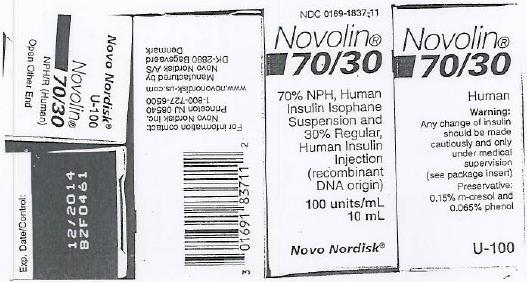 Novo Nordisk®
U-100
Novolin®
70/30
NPH/R (Human)
Open Other End
Exp. Date/Control:
12/2014
BZF0461
For information contact:
Novo Nordisk Inc.
Princeton NJ 08540
1-800-727-6500
www.novonordisk-us.com
Manufactured by
Novo Nordisk A/S
DK-2880 Bagsvaerd
Denmark
3 01691 83711 2
NDC 0169-1837-11
Novolin®
70/30
70% NPH, Human
Insulin Isophane
Suspension and
30% Regular,
Human Insulin
Injection
(recombinant
DNA origin)
100 units/mL
10 mL
Novo Nordisk®
Novolin®
70/30
Human
Warning:
Any change of insulin
should be made
cautiously and only
under medical
supervision
(see package insert)
Preservative:
0.15% m-cresol and
0.065% phenol
U-100